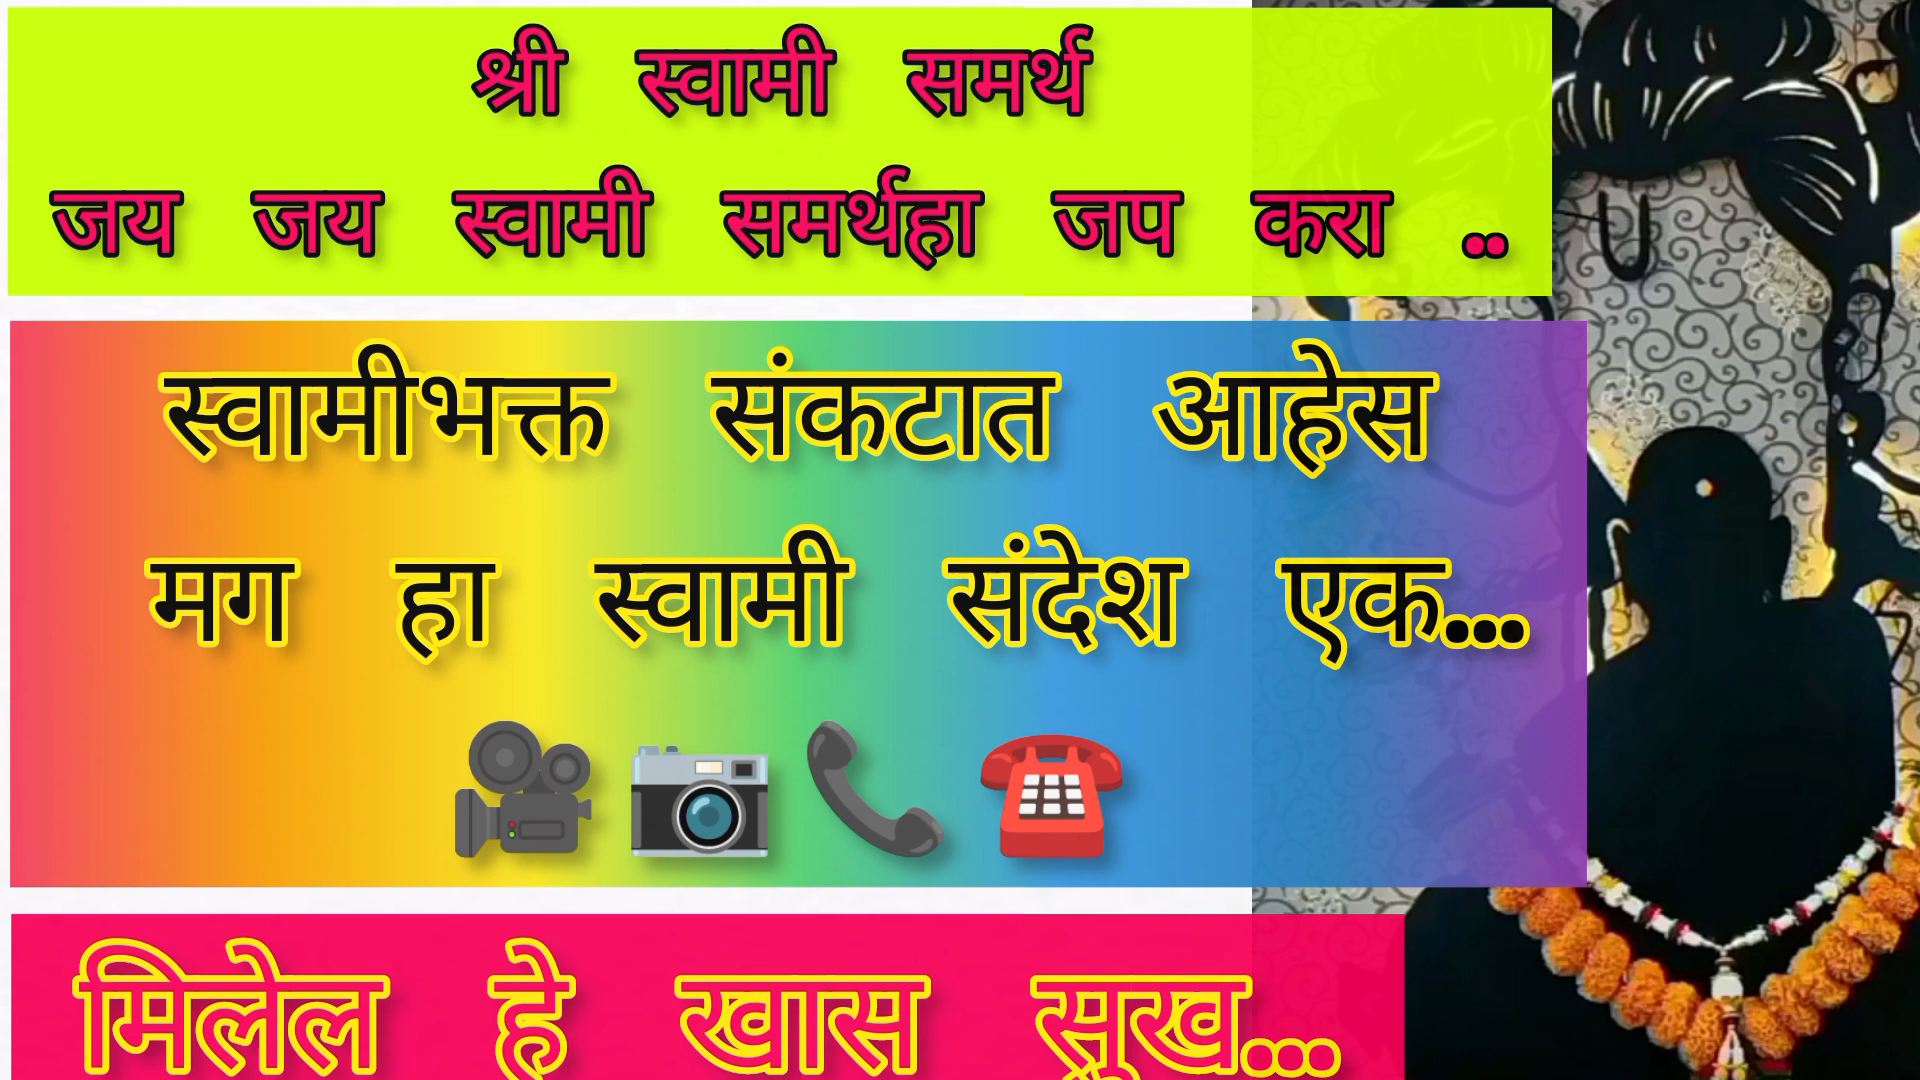 श्री स्वामी समर्थ
जय जय स्वामी समर्थहा जप करा ..
स्वामीभक्त संकटात आहेस
मग हा स्वामी संदेश एक...
मिलेल हे खास सुख...